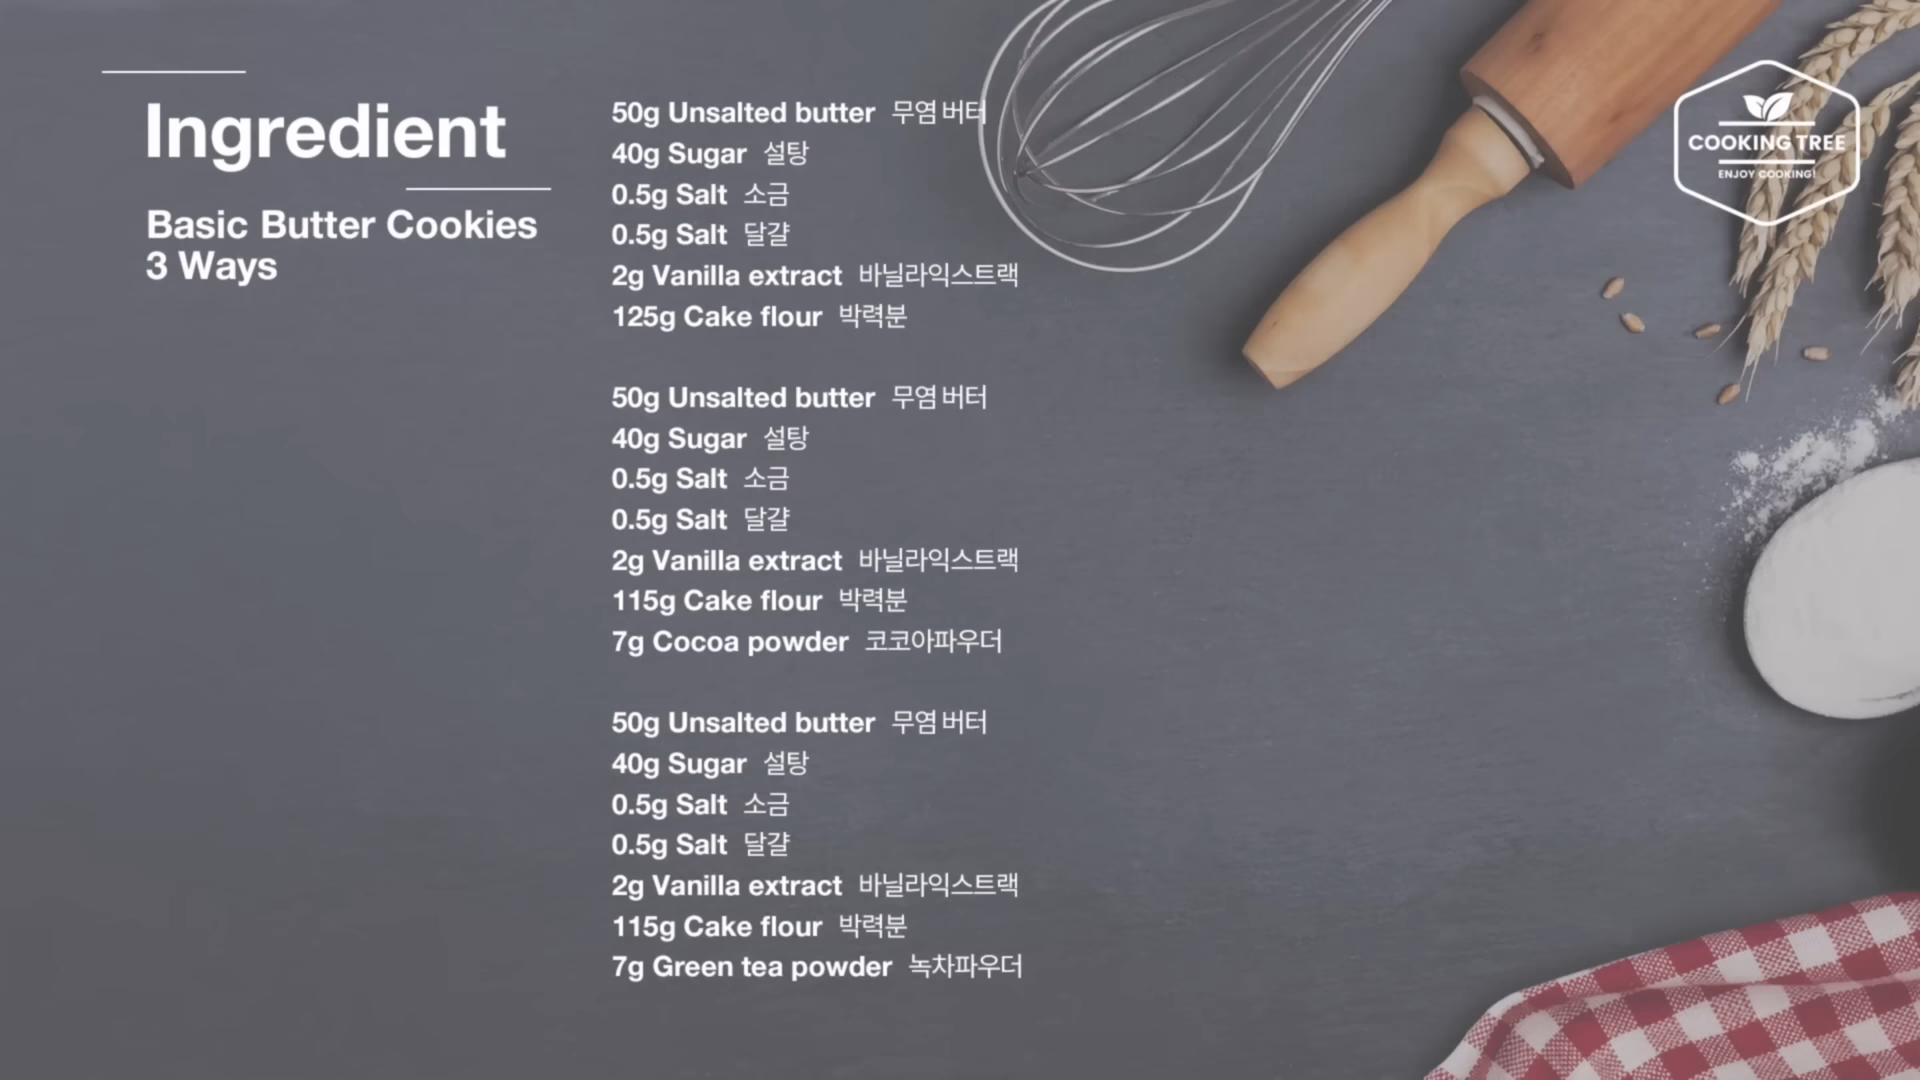 Ingredient
Basic Butter Cookies
3 Ways
50g Unsalted butter 무염버터
40g Sugar 설탕
0.5g Salt 소금
0.5g Salt 달걀
2g Vanilla extract 바닐라익스트랙
125g Cake flour 박력분
50g Unsalted butter 무염버터
40g Sugar 설탕
0.5g Salt 소금
0.5g Salt 달걀
2g Vanilla extract 바닐라익스트랙
115g Cake flour 박력분
7g Cocoa powder 코코아파우더
50g Unsalted butter 무염버터
40g Sugar 설탕
0.5g Salt 소금
0.5g Salt 달걀
2g Vanilla extract 바닐라익스트랙
115g Cake flour 박력분
7g Green tea powder 녹차파우더
COOKING TREE
ENJOY COOKING!